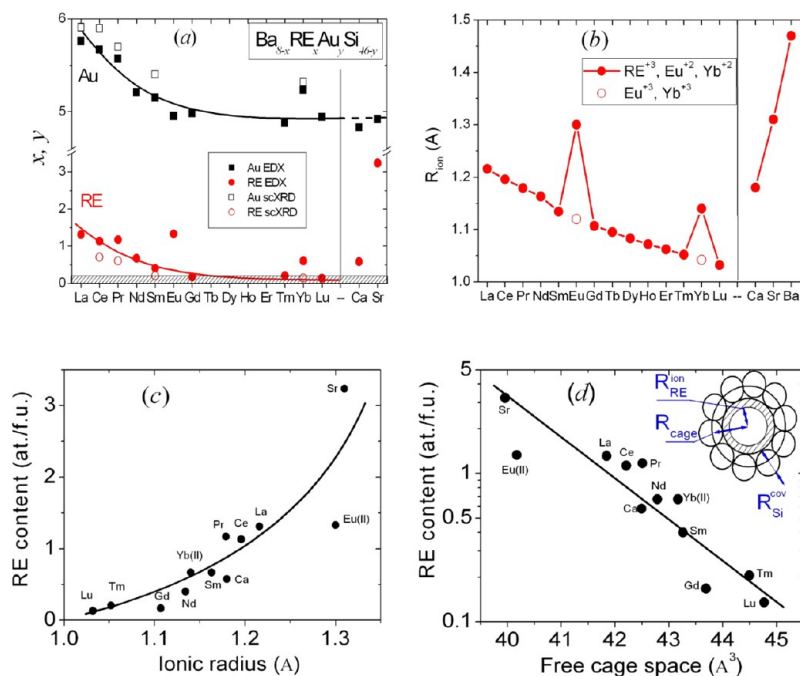 (a)
Ba8-xRExAuySi46-y
Au
RE
x, y
6
5
3
2
1
0
Au EDX
RE EDX
Au scXRD
RE scXRD
La Ce Pr Nd Sm Eu Gd Tb Dy Ho Er Tm Yb Lu -- Ca Sr
(b)
RE+3, Eu+2, Yb+2
Eu+3, Yb+3
Rion (A)
1.5
1.4
1.3
1.2
1.1
1.0
La Ce Pr Nd Sm Eu Gd Tb Dy Ho Er Tm Yb Lu -- Ca Sr Ba
(c)
RE content (at./f.u.)
3
2
1
0
Sr
Eu(II)
La
Pr Ce
Yb(II)
Sm Ca
Lu Tm
Gd Nd
1.0 1.1 1.2 1.3
Ionic radius (A)
(d)
RE content (at./f.u.)
5
1
0.5
0.1
Sr
Eu(II)
La
Ce Pr
Nd Yb(II)
Ca
Sm
Gd Tm
Lu
RionRE
Rcage
RcovSi
40 41 42 43 44 45
Free cage space (A3)